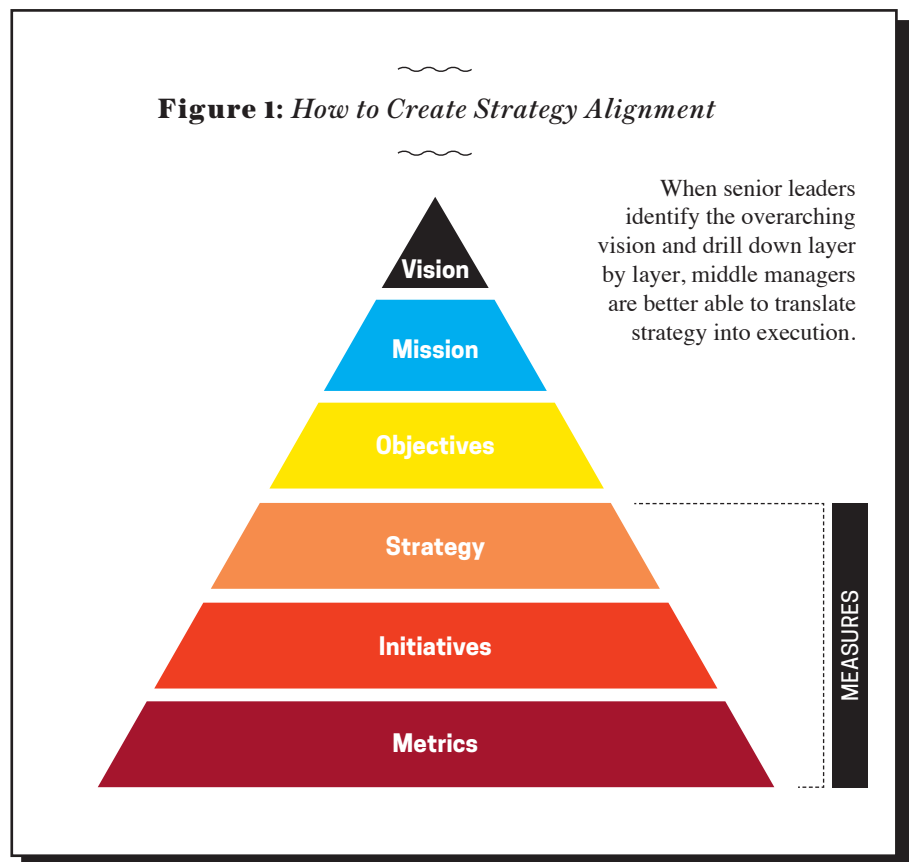 Figure 1: How to Create Strategy Alignment
When senior leaders
identify the overarching
vision and drill down layer
by layer, middle managers
are better able to translate
strategy into execution.
Vision
Mission
Objectives
Strategy
Initiatives
Metrics
MEASURES